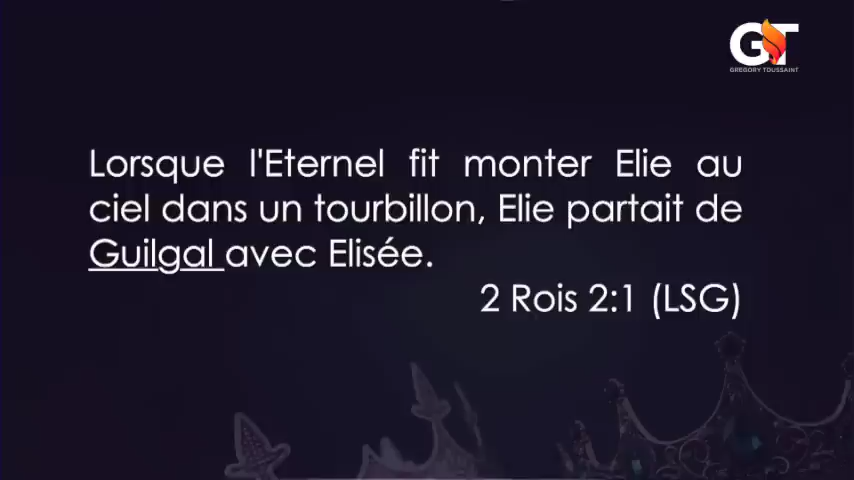 GT
GREGORY TOUSSAINT
Lorsque l'Eternel fit monter Elie au
ciel dans un tourbillon, Elie partait de
Guilgal avec Elisée.
2 Rois 2:1 (LSG)